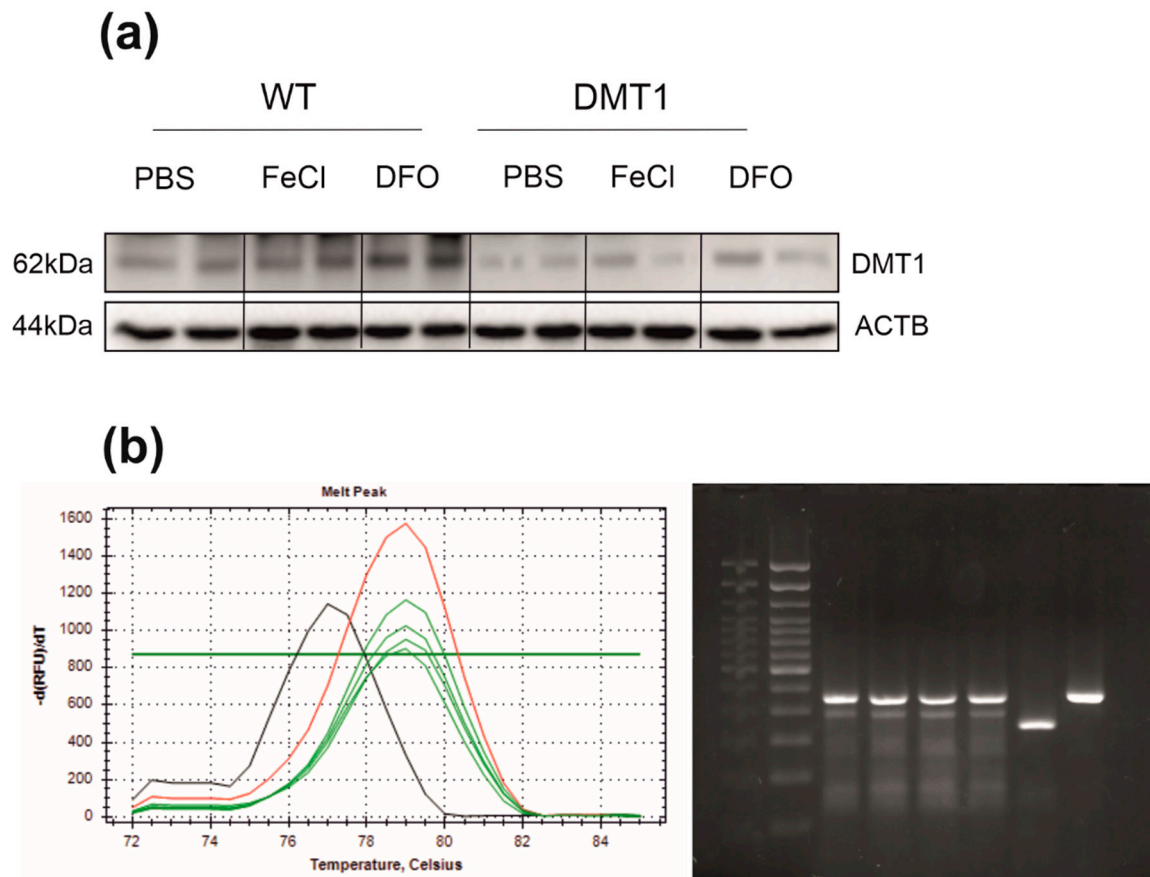 (a)
WT DMT1
PBS FeCl DFO PBS FeCl DFO
62kDa DMT1
44kDa ACTB
(b)
Melt Peak
1600
1400
1200
1000
800
600
400
200
0
-d(RFU)/dT
72 74 76 78 80 82 84
Temperature, Celsius